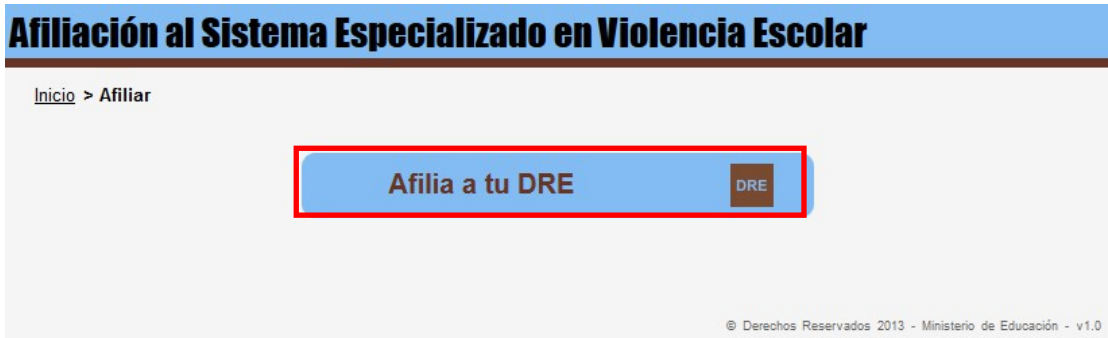 Afiliación al Sistema Especializado en Violencia Escolar
Inicio > Afiliar
Afilia a tu DRE DRE
© Derechos Reservados 2013 - Ministerio de Educación - v1.0